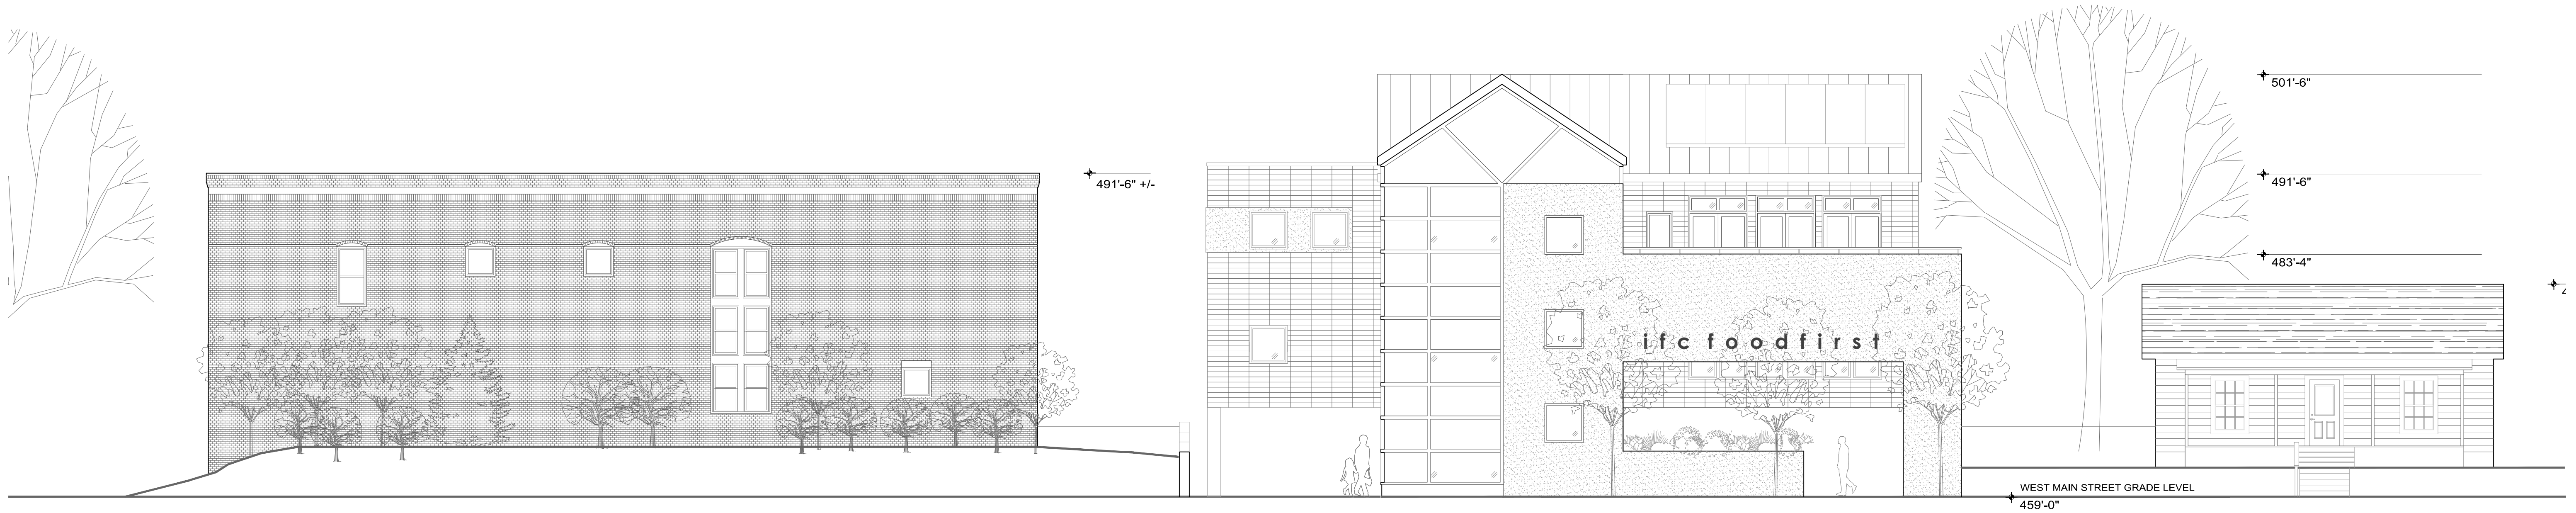 501'-6"
491'-6" +/-
491'-6"
483'-4"
ifc foodfirst
WEST MAIN STREET GRADE LEVEL
459'-0"